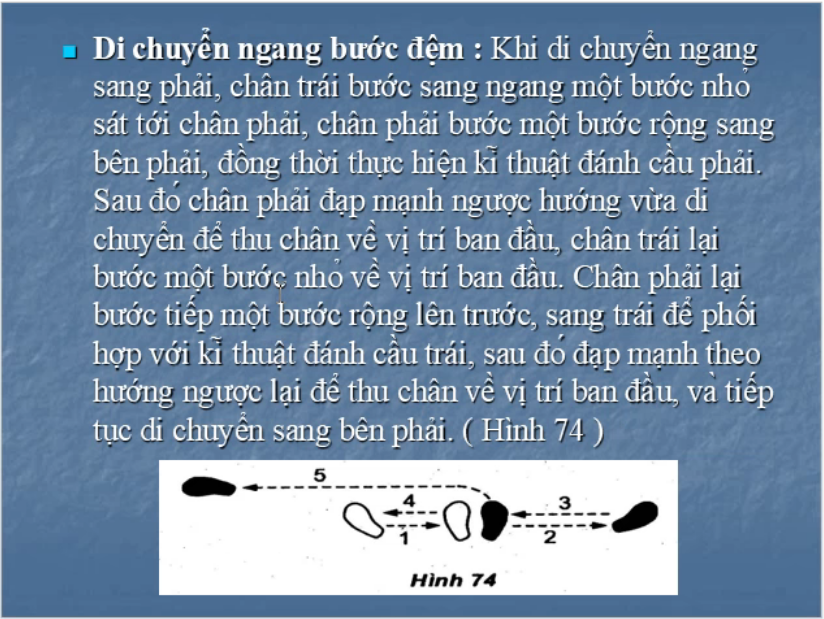 Di chuyển ngang bước đệm : Khi di chuyển ngang
sang phải, chân trái bước sang ngang một bước nhỏ
sát tới chân phải, chân phải bước một bước rộng sang
bên phải, đồng thời thực hiện kĩ thuật đánh cầu phải.
Sau đó chân phải đạp mạnh ngược hướng vừa di
chuyển để thu chân về vị trí ban đầu, chân trái lại
bước một bước nhỏ về vị trí ban đầu. Chân phải lại
bước tiếp một bước rộng lên trước, sang trái để phối
hợp với kĩ thuật đánh cầu trái, sau đó đạp mạnh theo
hướng ngược lại để thu chân về vị trí ban đầu, và tiếp
tục di chuyển sang bên phải. ( Hình 74 )
5
4
3
1
2
Hình 74